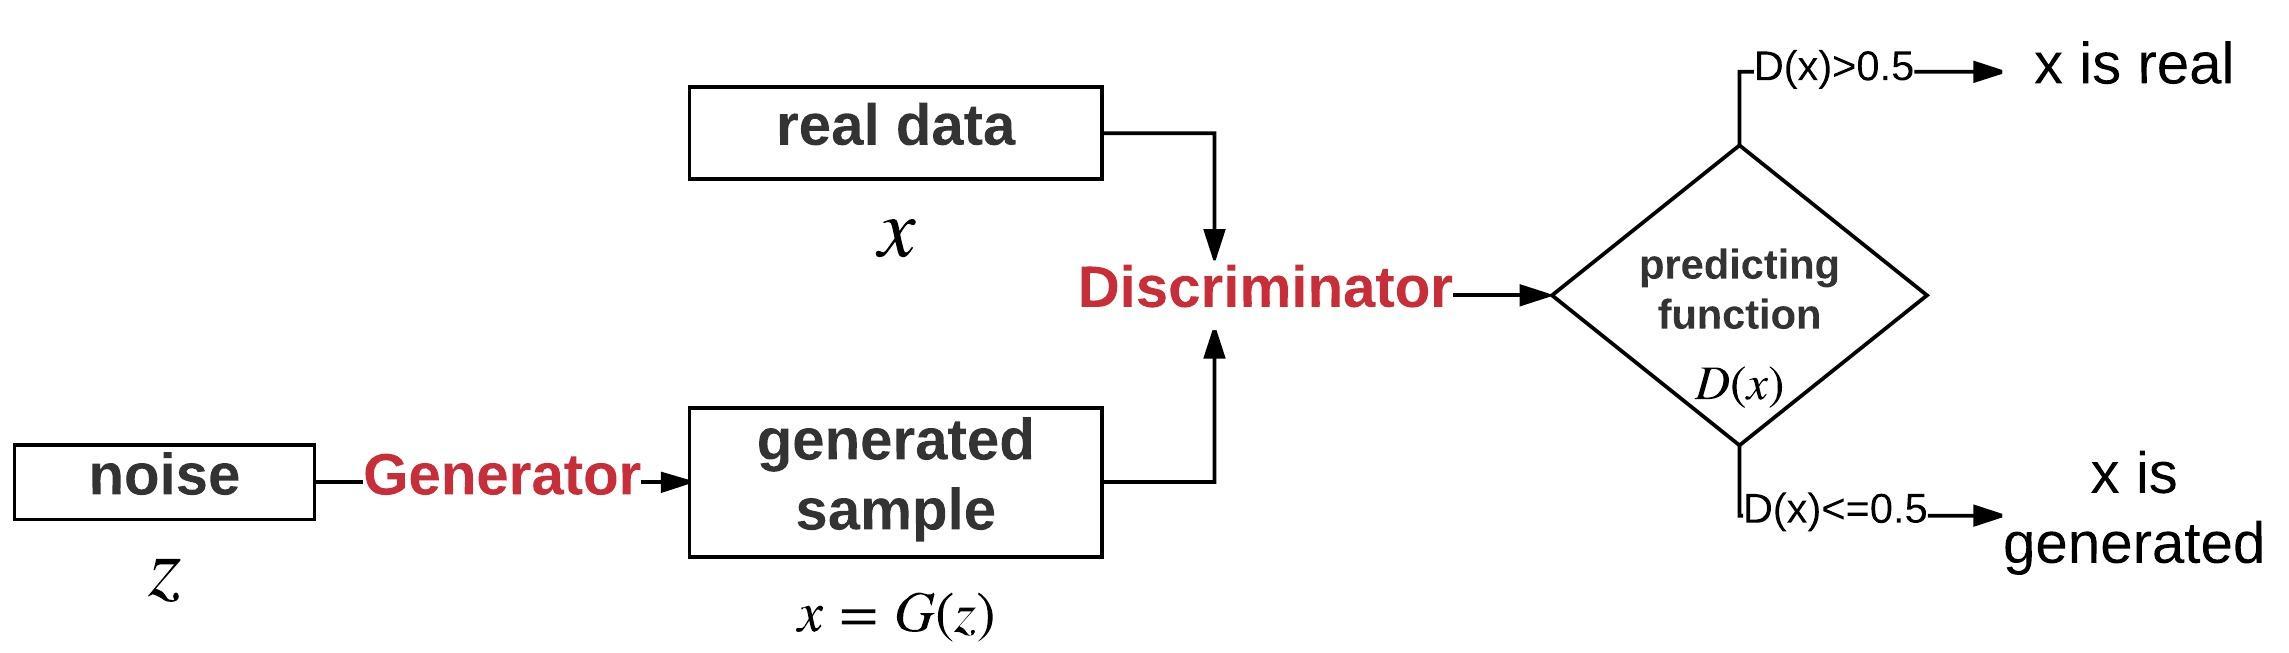 noise
z
Generator
real data
x
generated
sample
x = G(z)
Discriminator
predicting
function
D(x)
D(x)>0.5
x is real
D(x)<=0.5
x is
generated